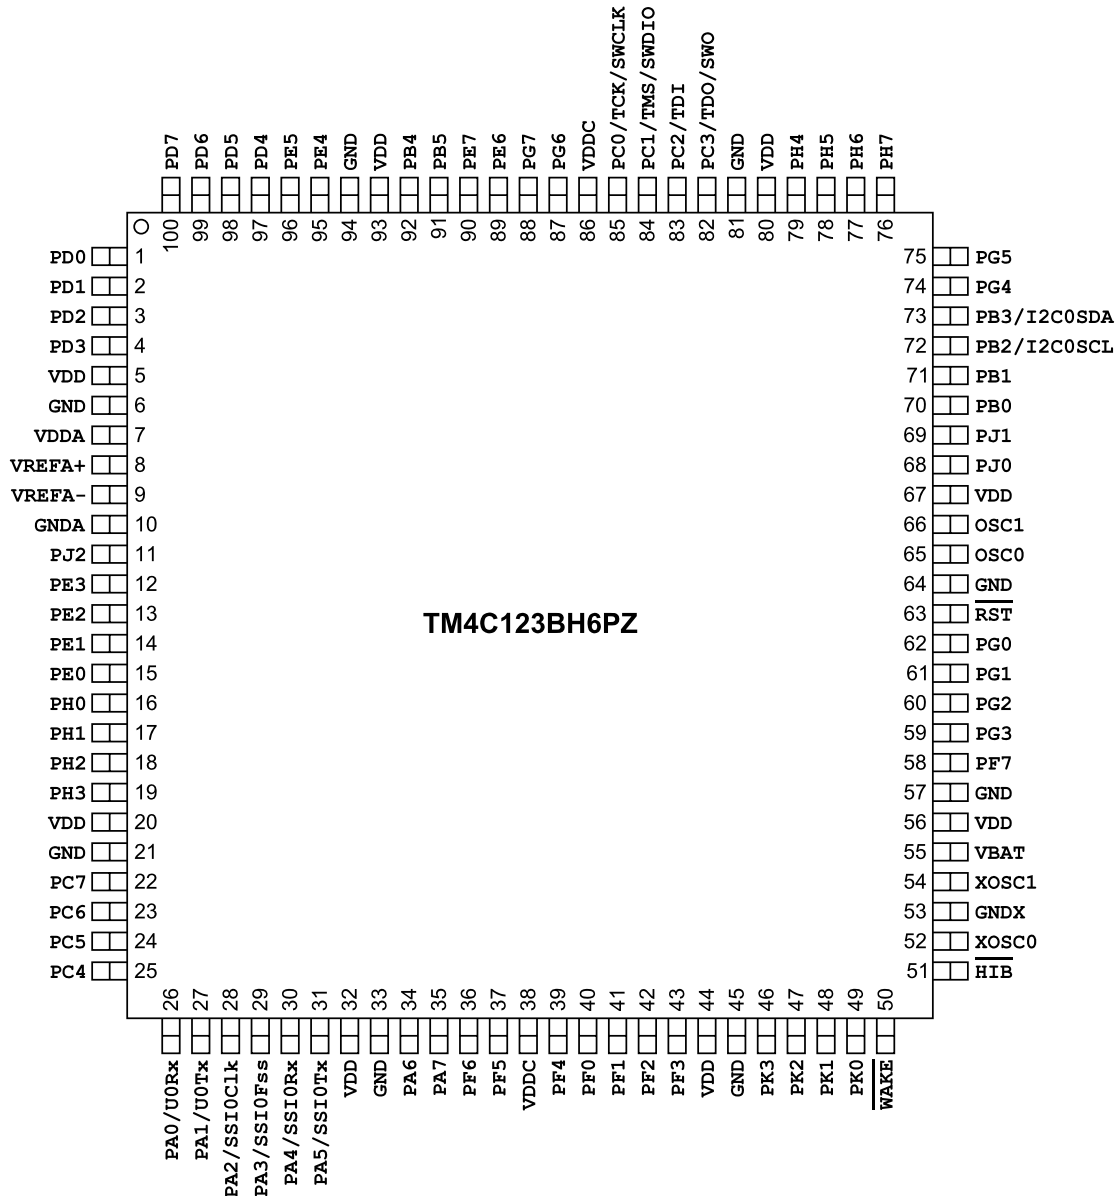 PC0/TCK/SWCLK
PC1/TMS/SWDIO
PC2/TDI
PC3/TDO/SWO
PD7 PD6 PD5 PD4 PE5 PE4 GND VDD PB4 PB5 PE7 PE6 PG7 PG6 VDDC GND VDD PH4 PH5 PH6 PH7
100 99 98 97 96 95 94 93 92 91 90 89 88 87 86 85 84 83 82 81 80 79 78 77 76
PD0 1 75 PG5
PD1 2 74 PG4
PD2 3 73 PB3/I2C0SDA
PD3 4 72 PB2/I2C0SCL
VDD 5 71 PB1
GND 6 70 PB0
VDDA 7 69 PJ1
VREFA+ 8 68 PJ0
VREFA- 9 67 VDD
GNDA 10 66 OSC1
PJ2 11 65 OSC0
PE3 12 64 GND
PE2 13 63 RST
TM4C123BH6PZ
PE1 14 62 PG0
PE0 15 61 PG1
PH0 16 60 PG2
PH1 17 59 PG3
PH2 18 58 PF7
PH3 19 57 GND
VDD 20 56 VDD
GND 21 55 VBAT
PC7 22 54 XOSC1
PC6 23 53 GNDX
PC5 24 52 XOSC0
PC4 25 51 HIB
26 27 28 29 30 31 32 33 34 35 36 37 38 39 40 41 42 43 44 45 46 47 48 49 50
PA0/U0Rx
PA1/U0Tx
PA2/SSI0Clk
PA3/SSI0Fss
PA4/SSI0Rx
PA5/SSI0Tx
VDD GND PA6 PA7 PF6 PF5 VDDC PF4 PF0 PF1 PF2 PF3 VDD GND PK3 PK2 PK1 PK0 WAKE